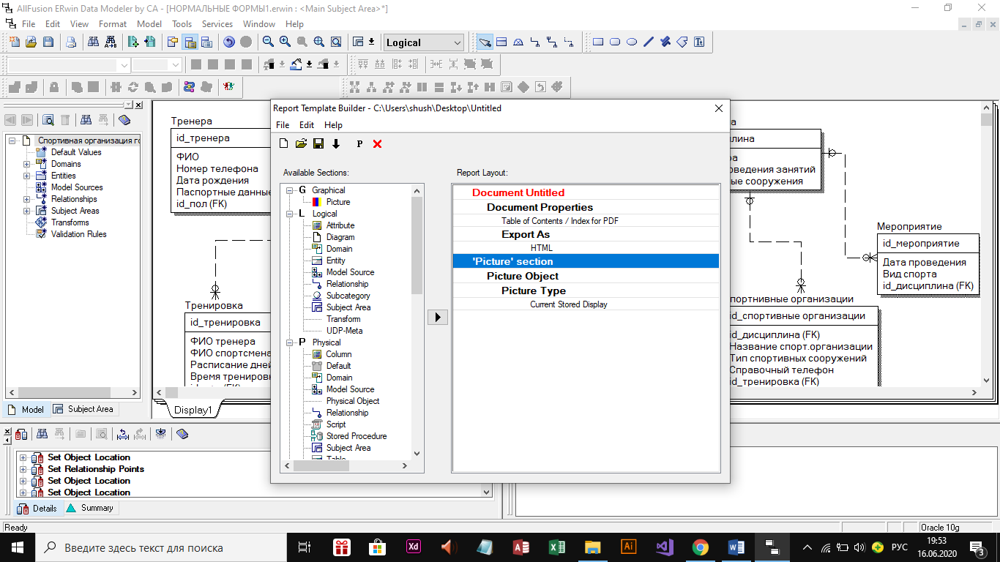 AllFusion ERwin Data Modeler by CA - [НОРМАЛЬНЫЕ ФОРМЫ1.erwin : <Main Subject Area>*]
File Edit View Format Model Tools Services Window Help
Logical
Спортивная организация го
Default Values
Domains
Entities
Model Sources
Relationships
Subject Areas
Transforms
Validation Rules
Model
Subject Area
Тренера
id_тренера
ФИО
Номер телефона
Дата рождения
Паспортные данные
id_пол (FK)
Тренировка
id_тренировка
ФИО тренера
ФИО спортсмена
Расписание дней
Время тренировки
Display1
Report Template Builder - C:\Users\shush\Desktop\Untitled
File Edit Help
P
Available Sections:
G Graphical
Picture
L Logical
Attribute
Diagram
Domain
Entity
Model Source
Relationship
Subcategory
Subject Area
Transform
UDP-Meta
P Physical
Column
Default
Domain
Model Source
Physical Object
Relationship
Script
Stored Procedure
Subject Area
Table
Report Layout:
Document Untitled
Document Properties
Table of Contents / Index for PDF
Export As
HTML
'Picture' section
Picture Object
Picture Type
Current Stored Display
а
лина
ра
оведения занятий
ные сооружения
Мероприятие
id_мероприятие
Дата проведения
Вид спорта
id_дисциплина (FK)
портнивные организации
id_спортивные организации
id_дисциплина (FK)
Название спорт.организации
Тип спортивных сооружений
Справочный телефон
id_тренировка (FK)
Set Object Location
Set Relationship Points
Set Object Location
Set Object Location
Details
Summary
Ready
Oracle 10g
Введите здесь текст для поиска
Xd
Ai
РУС
19:53
16.06.2020
3